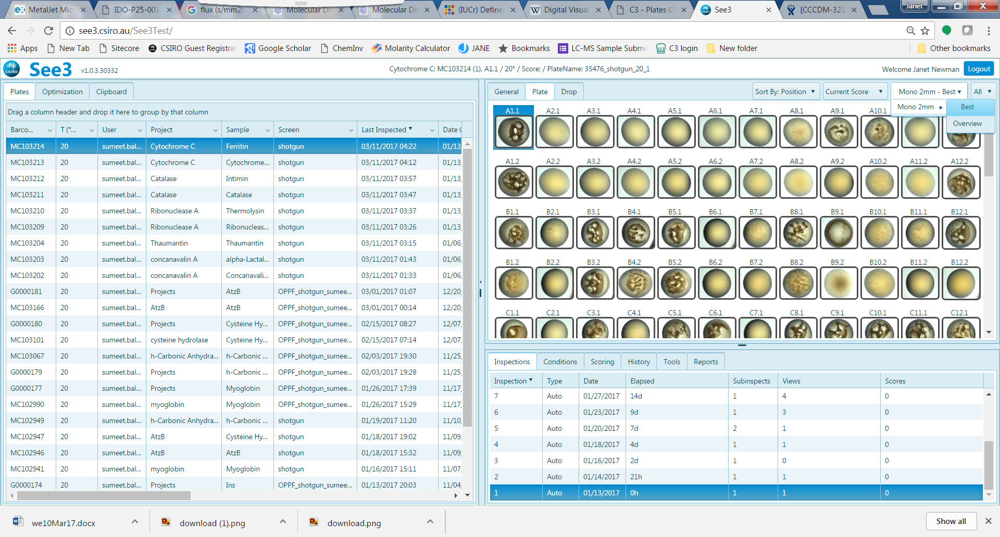 MetalJet Micr
IDO-P25-001
flux (s/mm2)
Molecular Di
Molecular Di
(IUCr) Define
Digital Visual
C3 - Plates C
See3
[CCCDM-321
Janet
see3.csiro.au/See3Test/
Apps
New Tab
Sitecore
CSIRO Guest Registrat
Google Scholar
ChemInv
Molarity Calculator
JANE
Bookmarks
LC-MS Sample Submi
C3 login
New folder
Other bookmarks
CSIRO
See3 v1.0.3.30332
Cytochrome C: MC103214 (1), A1.1 / 20° / Score: / PlateName: 35476_shotgun_20_1
Welcome Janet Newman
Logout
Plates Optimization Clipboard
Drag a column header and drop it here to group by that column
Barco... T (°... User Project Sample Screen Last Inspected Date C
MC103214 20 sumeet.bal... Cytochrome C Ferritin shotgun 03/11/2017 04:22 01/13,
MC103213 20 sumeet.bal... Cytochrome C Cytochrome... shotgun 03/11/2017 04:12 01/13,
MC103212 20 sumeet.bal... Catalase Intimin shotgun 03/11/2017 03:57 01/13,
MC103211 20 sumeet.bal... Catalase Catalase shotgun 03/11/2017 03:47 01/13,
MC103210 20 sumeet.bal... Ribonuclease A Thermolysin shotgun 03/11/2017 03:37 01/13,
MC103209 20 sumeet.bal... Ribonuclease A Ribonucleas... shotgun 03/11/2017 03:26 01/13,
MC103204 20 sumeet.bal... Thaumantin Thaumantin shotgun 03/11/2017 03:15 01/06,
MC103203 20 sumeet.bal... concanavalin A alpha-Lactal... shotgun 03/11/2017 01:43 01/06,
MC103202 20 sumeet.bal... concanavalin A Concanavali... shotgun 03/11/2017 01:33 01/06,
G0000181 20 sumeet.bal... Projects AtzB OPPF_shotgun_sumee... 03/01/2017 01:07 12/20,
MC103166 20 sumeet.bal... AtzB AtzB OPPF_shotgun_sumee... 03/01/2017 00:14 12/20,
G0000180 20 sumeet.bal... Projects Cysteine Hy... OPPF_shotgun_sumee... 02/15/2017 08:27 12/07,
MC103101 20 sumeet.bal... cysteine hydrolase Cysteine Hy... OPPF_shotgun_sumee... 02/15/2017 07:14 12/07,
MC103067 20 sumeet.bal... h-Carbonic Anhydra... h-Carbonic ... OPPF_shotgun_sumee... 02/03/2017 19:30 11/25,
G0000179 20 sumeet.bal... Projects h-Carbonic ... OPPF_shotgun_sumee... 02/03/2017 19:28 11/25,
G0000177 20 sumeet.bal... Projects Myoglobin OPPF_shotgun_sumee... 01/26/2017 17:39 11/17,
MC102990 20 sumeet.bal... myoglobin Myoglobin OPPF_shotgun_sumee... 01/26/2017 15:29 11/17,
MC102949 20 sumeet.bal... h-Carbonic Anhydra... h-Carbonic ... shotgun 01/19/2017 11:20 11/10,
MC102947 20 sumeet.bal... AtzB Cysteine Hy... shotgun 01/18/2017 19:02 11/09,
MC102946 20 sumeet.bal... AtzB AtzB shotgun 01/18/2017 15:32 11/09,
MC102941 20 sumeet.bal... myoglobin Myoglobin shotgun 01/16/2017 15:11 11/07,
G0000174 20 sumeet.bal... Projects Ins OPPF_shotgun_sumee... 01/13/2017 20:03 11/04,
General Plate Drop
Sort By: Position Current Score Mono 2mm - Best All
Mono 2mm
Best
Overview
A1.1 A2.1 A3.1 A4.1 A5.1 A6.1 A7.1 A8.1 A9.1 A10.1
A1.2 A2.2 A3.2 A4.2 A5.2 A6.2 A7.2 A8.2 A9.2 A10.2 A11.2 A12.2
B1.1 B2.1 B3.1 B4.1 B5.1 B6.1 B7.1 B8.1 B9.1 B10.1 B11.1 B12.1
B1.2 B2.2 B3.2 B4.2 B5.2 B6.2 B7.2 B8.2 B9.2 B10.2 B11.2 B12.2
C1.1 C2.1 C3.1 C4.1 C5.1 C6.1 C7.1 C8.1 C9.1 C10.1 C11.1 C12.1
Inspections Conditions Scoring History Tools Reports
Inspection Type Date Elapsed Subinspects Views Scores
7 Auto 01/27/2017 14d 1 4 0
6 Auto 01/23/2017 9d 1 3 0
5 Auto 01/20/2017 7d 2 1 0
4 Auto 01/18/2017 4d 1 1 0
3 Auto 01/16/2017 2d 1 0 0
2 Auto 01/14/2017 21h 1 1 0
1 Auto 01/13/2017 0h 1 1 0
we10Mar17.docx
download (1).png
download.png
Show all